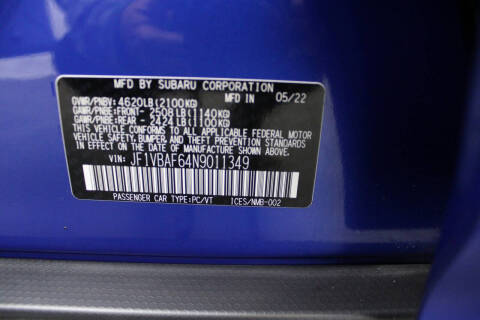 MFD BY SUBARU CORPORATION
GVWR/PNBV: 4620LB(2100KG) MFD IN 05/22
GAWR/PNBE:FRONT- 2508LB(1140KG)
GAWR/PNBE:REAR - 2424LB(1100KG)
THIS VEHICLE CONFORMS TO ALL APPLICABLE FEDERAL MOTOR
VEHICLE SAFETY,BUMPER AND THEFT PREVENTION STANDARDS IN
EFFECT ON THE DATE OF MANUFACTURE SHOWN ABOVE.
VIN: JF1VBAF64N9011349
PASSENGER CAR TYPE:PC/VT ICES/NMB-002